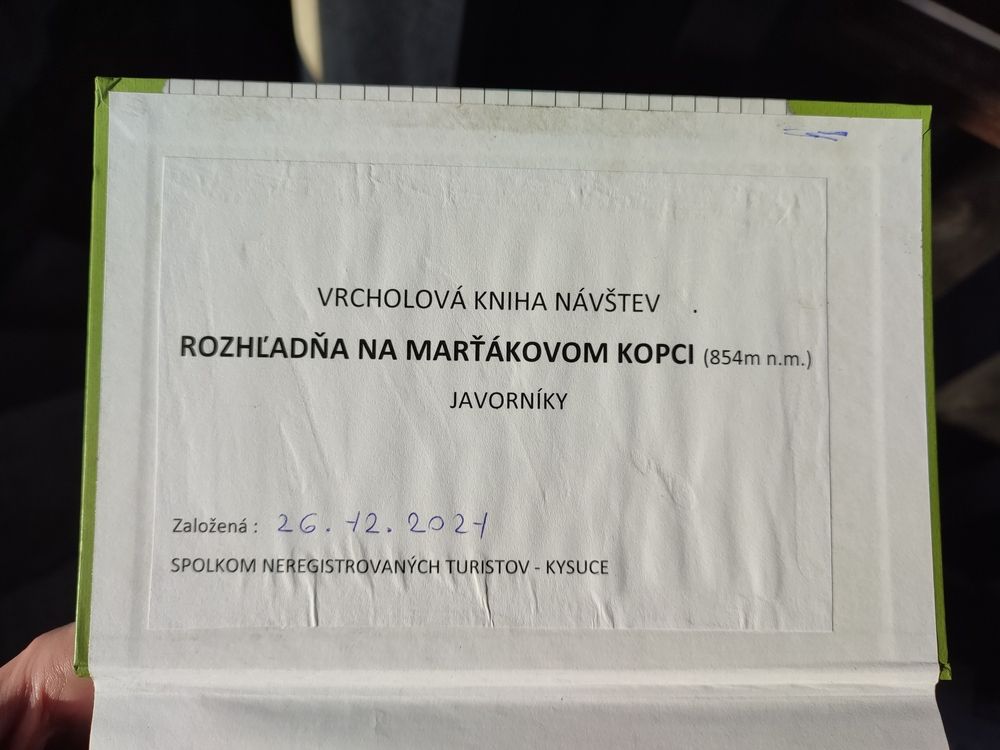 VRCHOLOVÁ KNIHA NÁVŠTEV .
ROZHĽADŇA NA MARŤÁKOVOM KOPCI (854m n.m.)
JAVORNÍKY
Založená : 26. 12. 2021
SPOLKOM NEREGISTROVANÝCH TURISTOV - KYSUCE